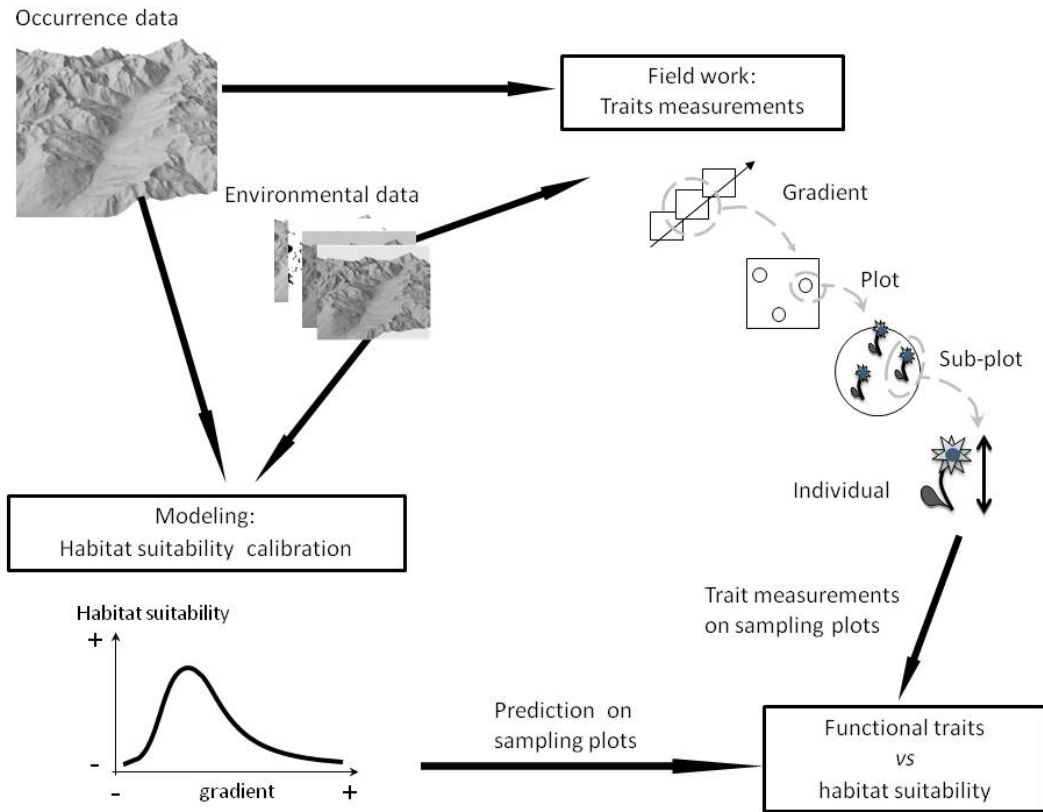 Occurrence data
Field work:
Traits measurements
Environmental data
Gradient
Plot
Sub-plot
Individual
Modeling:
Habitat suitability calibration
Trait measurements
on sampling plots
Habitat suitability
+
-
-
gradient
+
Prediction on
sampling plots
Functional traits
vs
habitat suitability